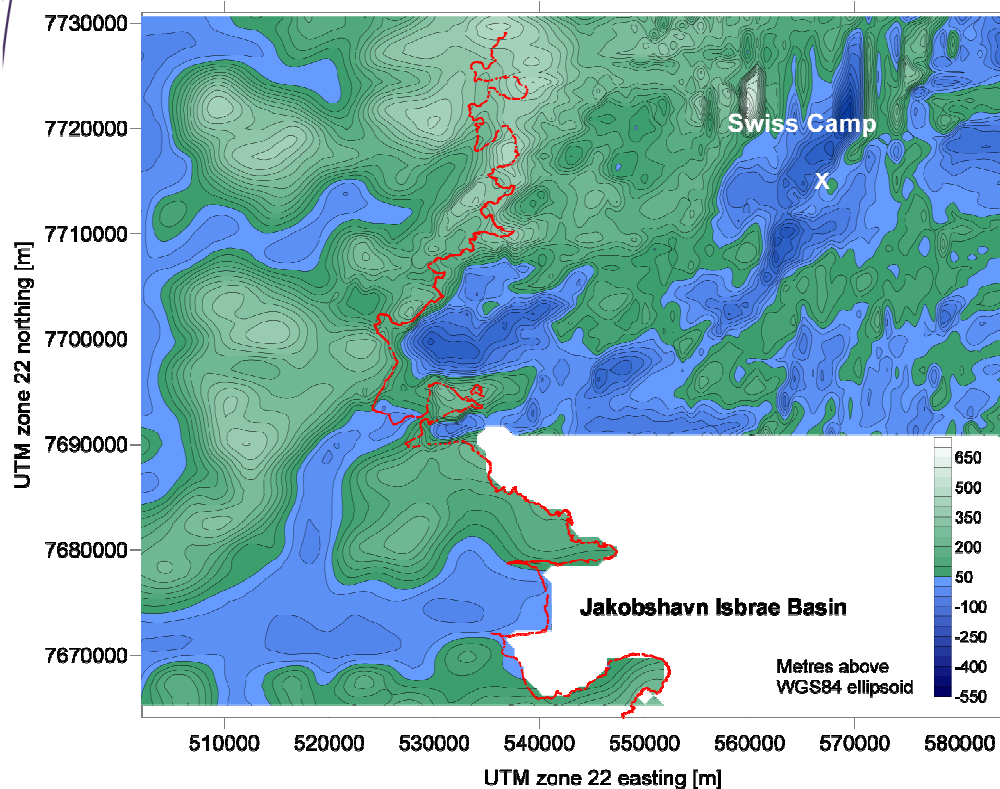 7730000
7720000
7710000
7700000
7690000
7680000
7670000
UTM zone 22 northing [m]
Swiss Camp
X
650
500
350
200
50
-100
-250
-400
-550
Jakobshavn Isbrae Basin
Metres above
WGS84 ellipsoid
510000 520000 530000 540000 550000 560000 570000 580000
UTM zone 22 easting [m]